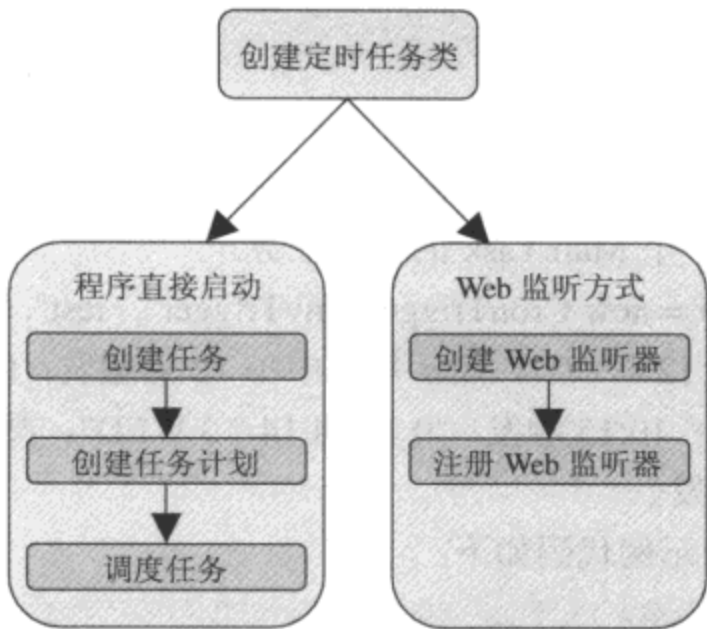 创建定时任务类
程序直接启动
创建任务
创建任务计划
调度任务
Web 监听方式
创建 Web 监听器
注册 Web 监听器